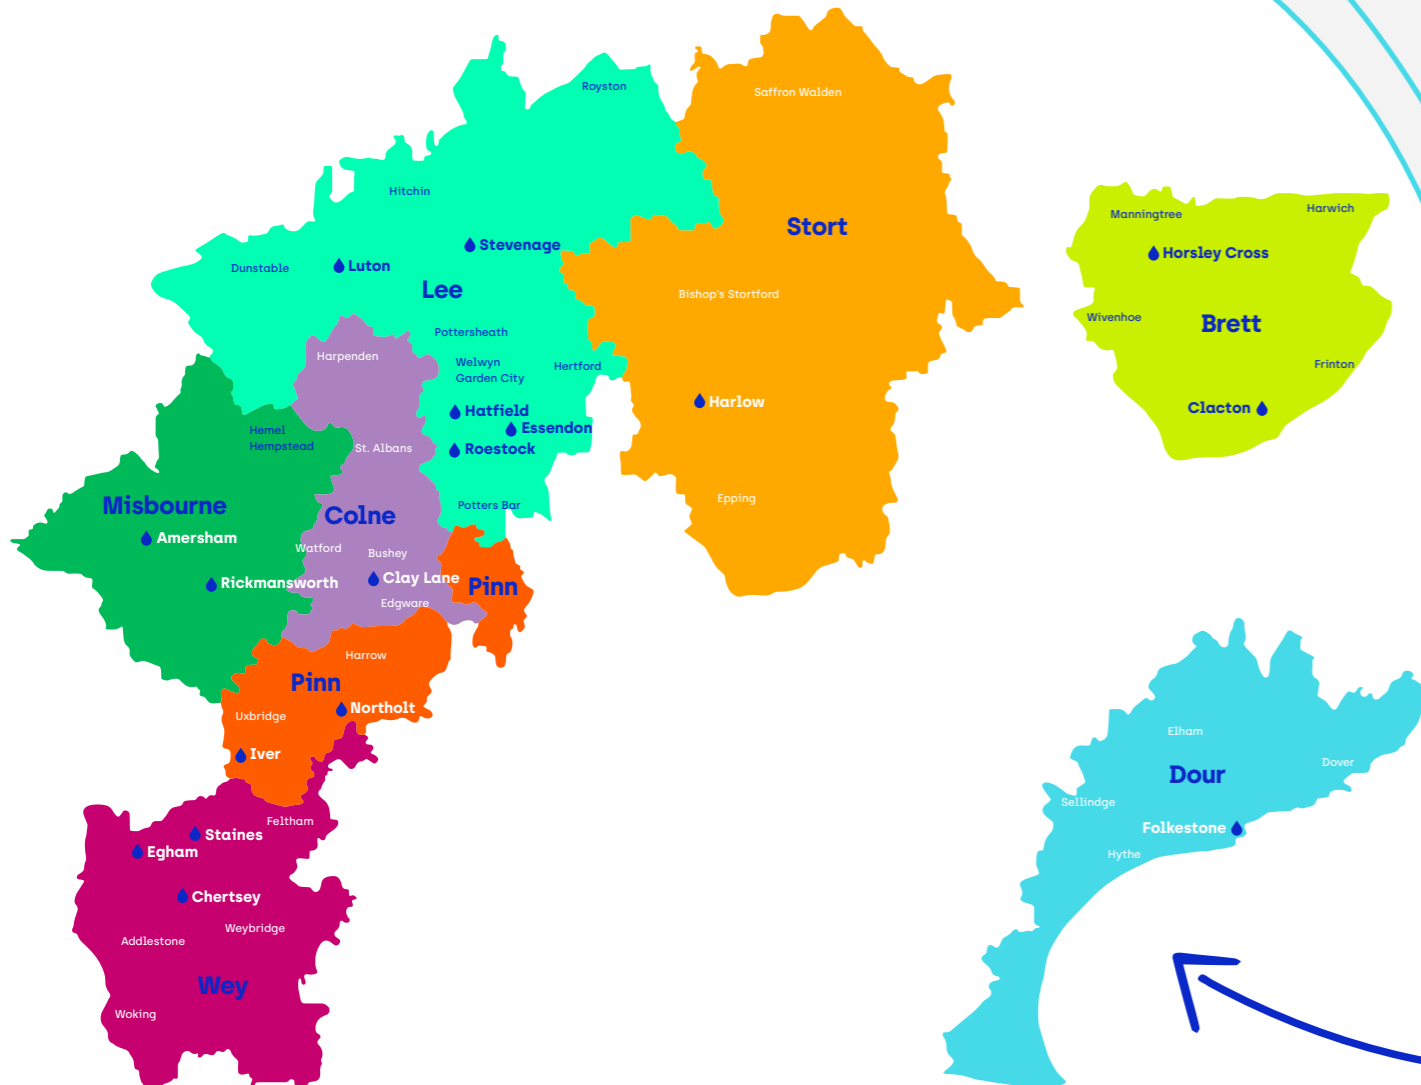 Royston
Saffron Walden
Hitchin
Stort
Stevenage
Dunstable
Luton
Lee
Bishop's Stortford
Pottersheath
Harpenden
Welwyn
Garden City
Hertford
Harlow
Hatfield
Essendon
Hemel
Hempstead
St. Albans
Roestock
Epping
Misbourne
Potters Bar
Colne
Amersham
Watford
Bushey
Rickmansworth
Clay Lane
Pinn
Edgware
Harrow
Pinn
Northolt
Uxbridge
Iver
Feltham
Staines
Egham
Chertsey
Weybridge
Addlestone
Wey
Woking
Manningtree
Harwich
Horsley Cross
Wivenhoe
Brett
Frinton
Clacton
Elham
Dover
Dour
Sellindge
Folkestone
Hythe